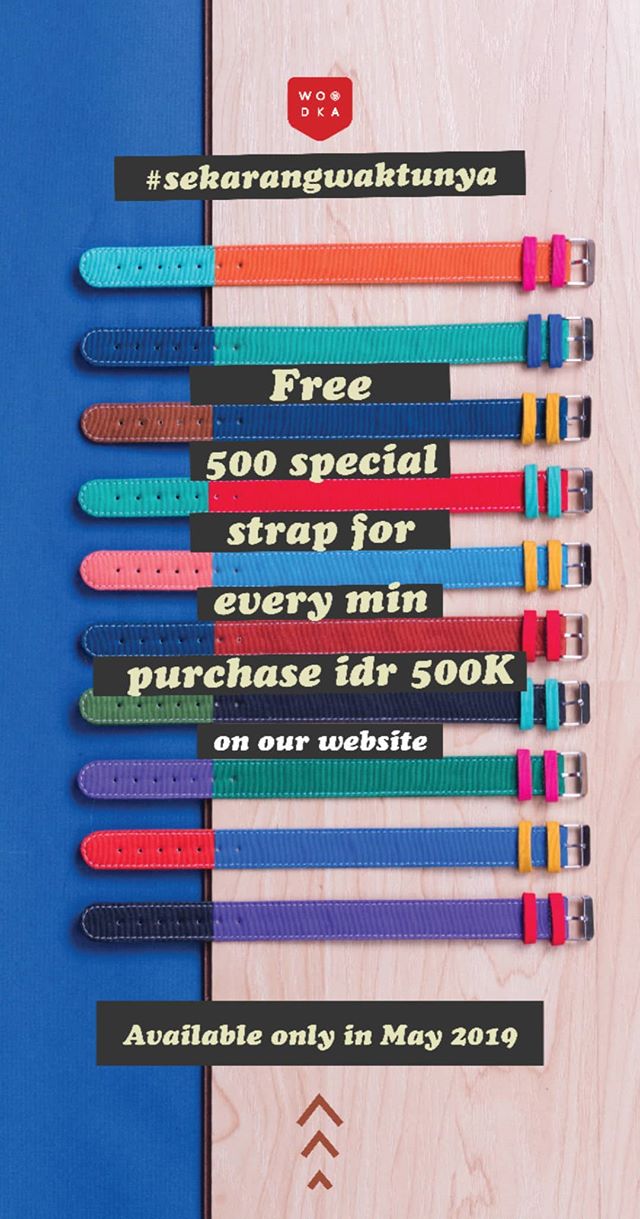 WO
DKA
#sekarangwaktunya
Free
500 special
strap for
every min
purchase idr 500K
on our website
Available only in May 2019